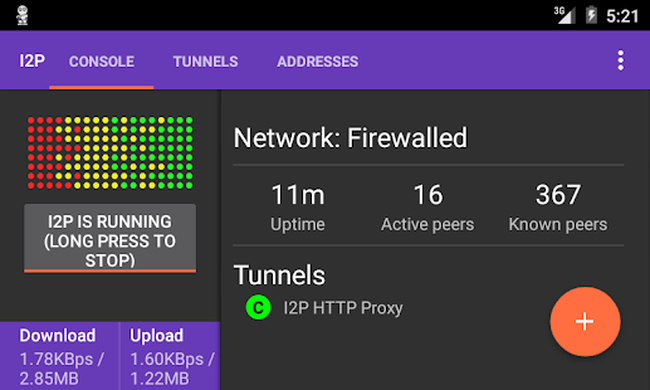 3G 5:21
I2P CONSOLE TUNNELS ADDRESSES
I2P IS RUNNING
(LONG PRESS TO
STOP)
Download Upload
1.78KBps / 1.60KBps /
2.85MB 1.22MB
Network: Firewalled
11m 16 367
Uptime Active peers Known peers
Tunnels
C I2P HTTP Proxy
+